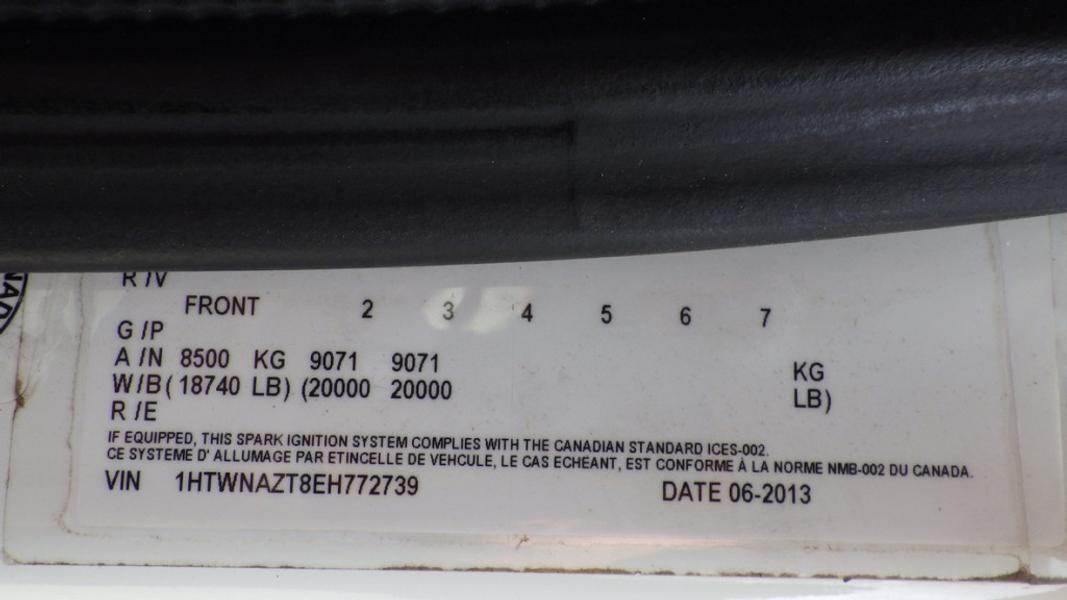 R /V
FRONT 2 3 4 5 6 7
G /P
A /N 8500 KG 9071 9071 KG
W/B ( 18740 LB) (20000 20000 LB)
R /E
IF EQUIPPED, THIS SPARK IGNITION SYSTEM COMPLIES WITH THE CANADIAN STANDARD ICES-002.
CE SYSTEME D' ALLUMAGE PAR ETINCELLE DE VEHCULE, LE CAS ECHEANT, EST CONFORME À LA NORME NMB-002 DU CANADA.
VIN 1HTWNAZT8EH772739 DATE 06-2013